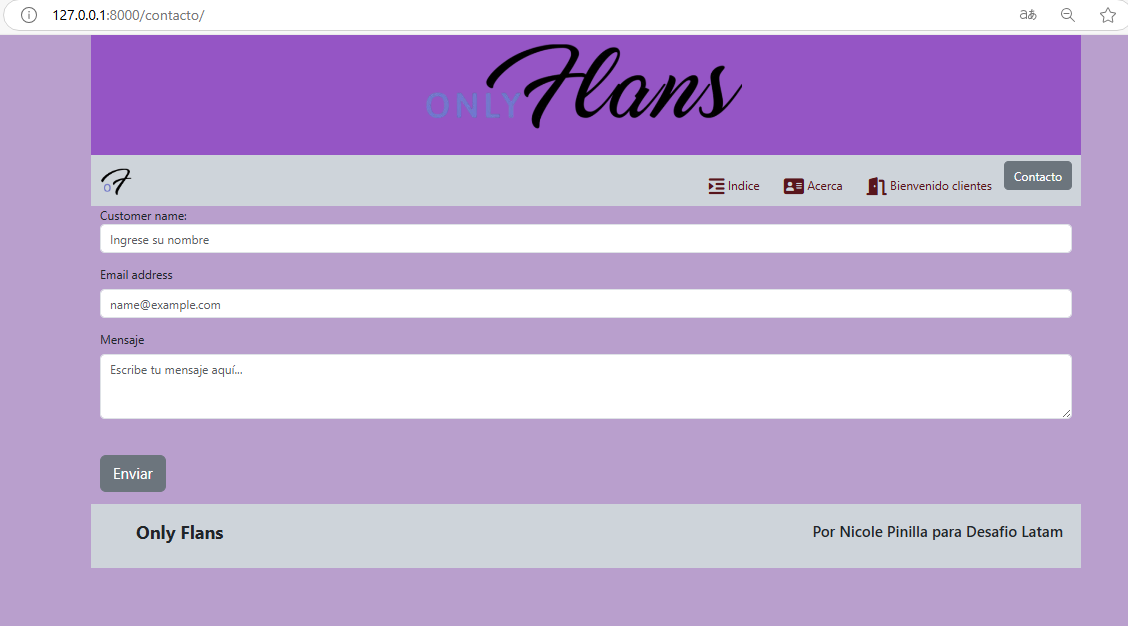 127.0.0.1:8000/contacto/
ONLY Flans
oF
Indice
Acerca
Bienvenido clientes
Contacto
Customer name:
Ingrese su nombre
Email address
name@example.com
Mensaje
Escribe tu mensaje aquí...
Enviar
Only Flans
Por Nicole Pinilla para Desafio Latam